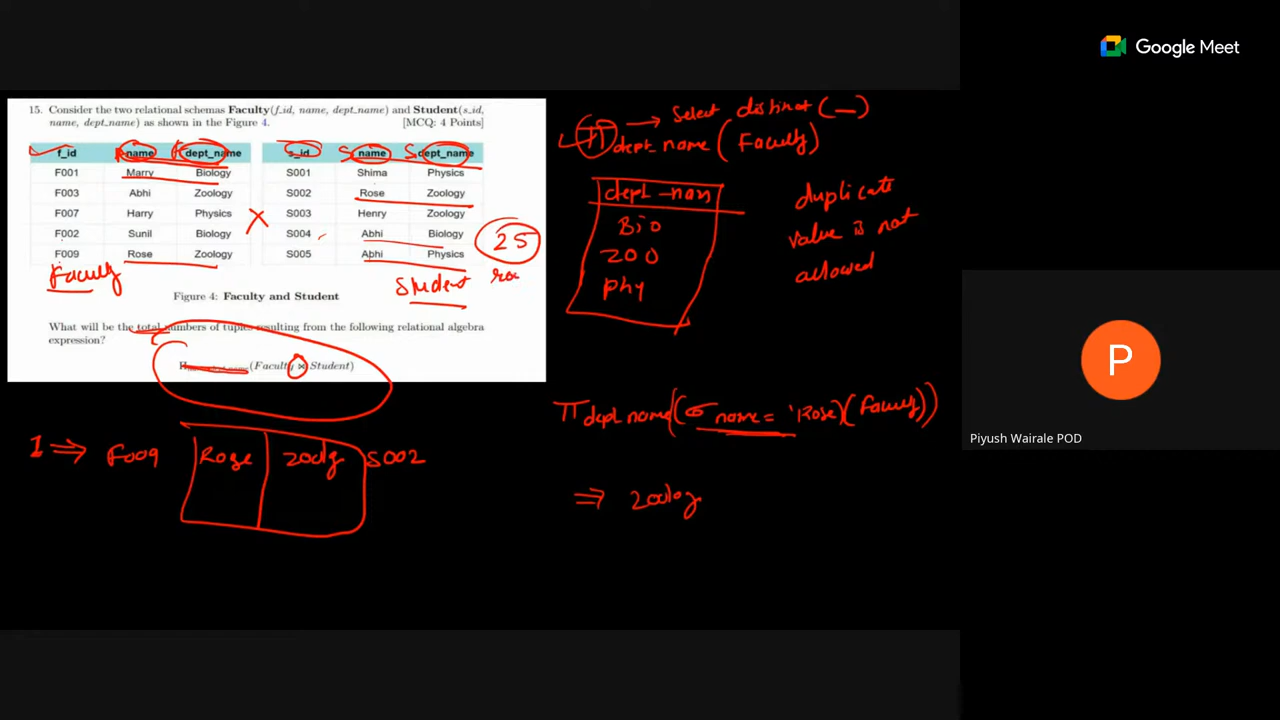 Google Meet
15. Consider the two relational schemas Faculty(f_id, name, dept_name) and Student(s_id,
name, dept_name) as shown in the Figure 4. [MCQ: 4 Points]
f_id name dept_name s_id name dept_name
F001 Marry Biology S001 Shima Physics
F003 Abhi Zoology S002 Rose Zoology
F007 Harry Physics S003 Henry Zoology
F002 Sunil Biology S004 Abhi Biology
F009 Rose Zoology S005 Abhi Physics
F F S S
×
25
Faculty
Student
Figure 4: Faculty and Student
What will be the total numbers of tuples resulting from the following relational algebra
expression?
(Faculty ⋈ Student)
1 ⇒ F009 Rose Zoolg S002
Π → Select distinct (—)
dept name (Faculty)
dept-nam
Bio
Zoo
Phy
duplicate
value is not
allowed
Π dept name((σ name = 'Rose)(Faculty))
⇒ Zoolog
P
Piyush Wairale POD